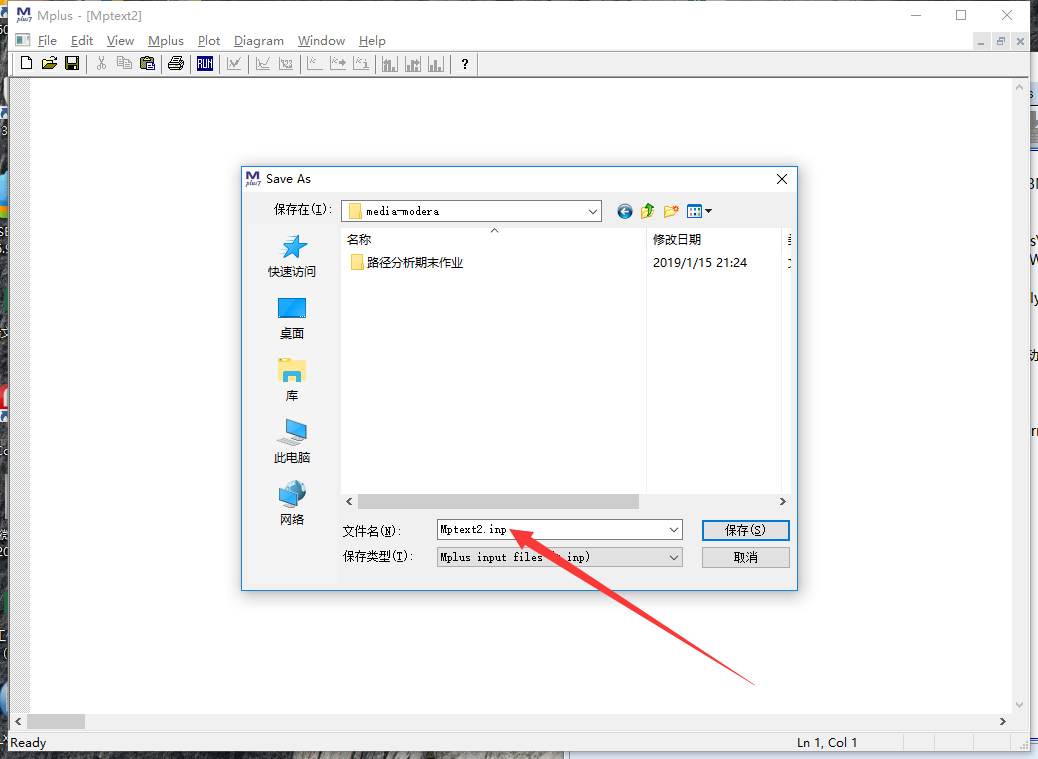 Mplus - [Mptext2]
File Edit View Mplus Plot Diagram Window Help
RUN
Save As
保存在(I):
media-modera
名称
修改日期
路径分析期末作业
2019/1/15 21:24
快速访问
桌面
库
此电脑
网络
文件名(N):
Mptext2.inp
保存(S)
保存类型(T):
Mplus input files
inp)
取消
Ready
Ln 1, Col 1